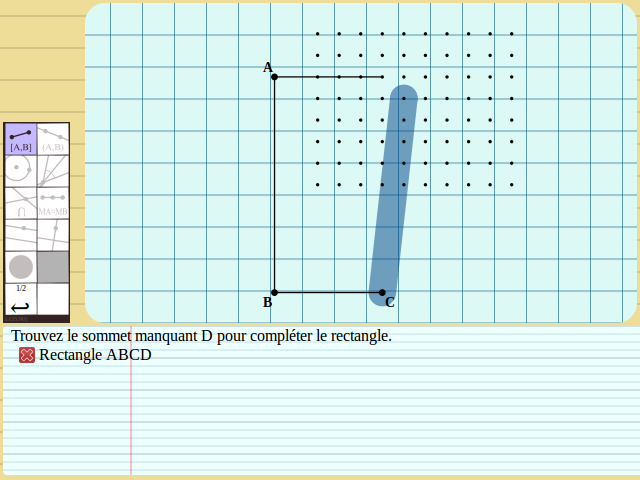 A
[A,B]
(A,B)
∩
MA=MB
1/2
B
C
Trouvez le sommet manquant D pour compléter le rectangle.
Rectangle ABCD